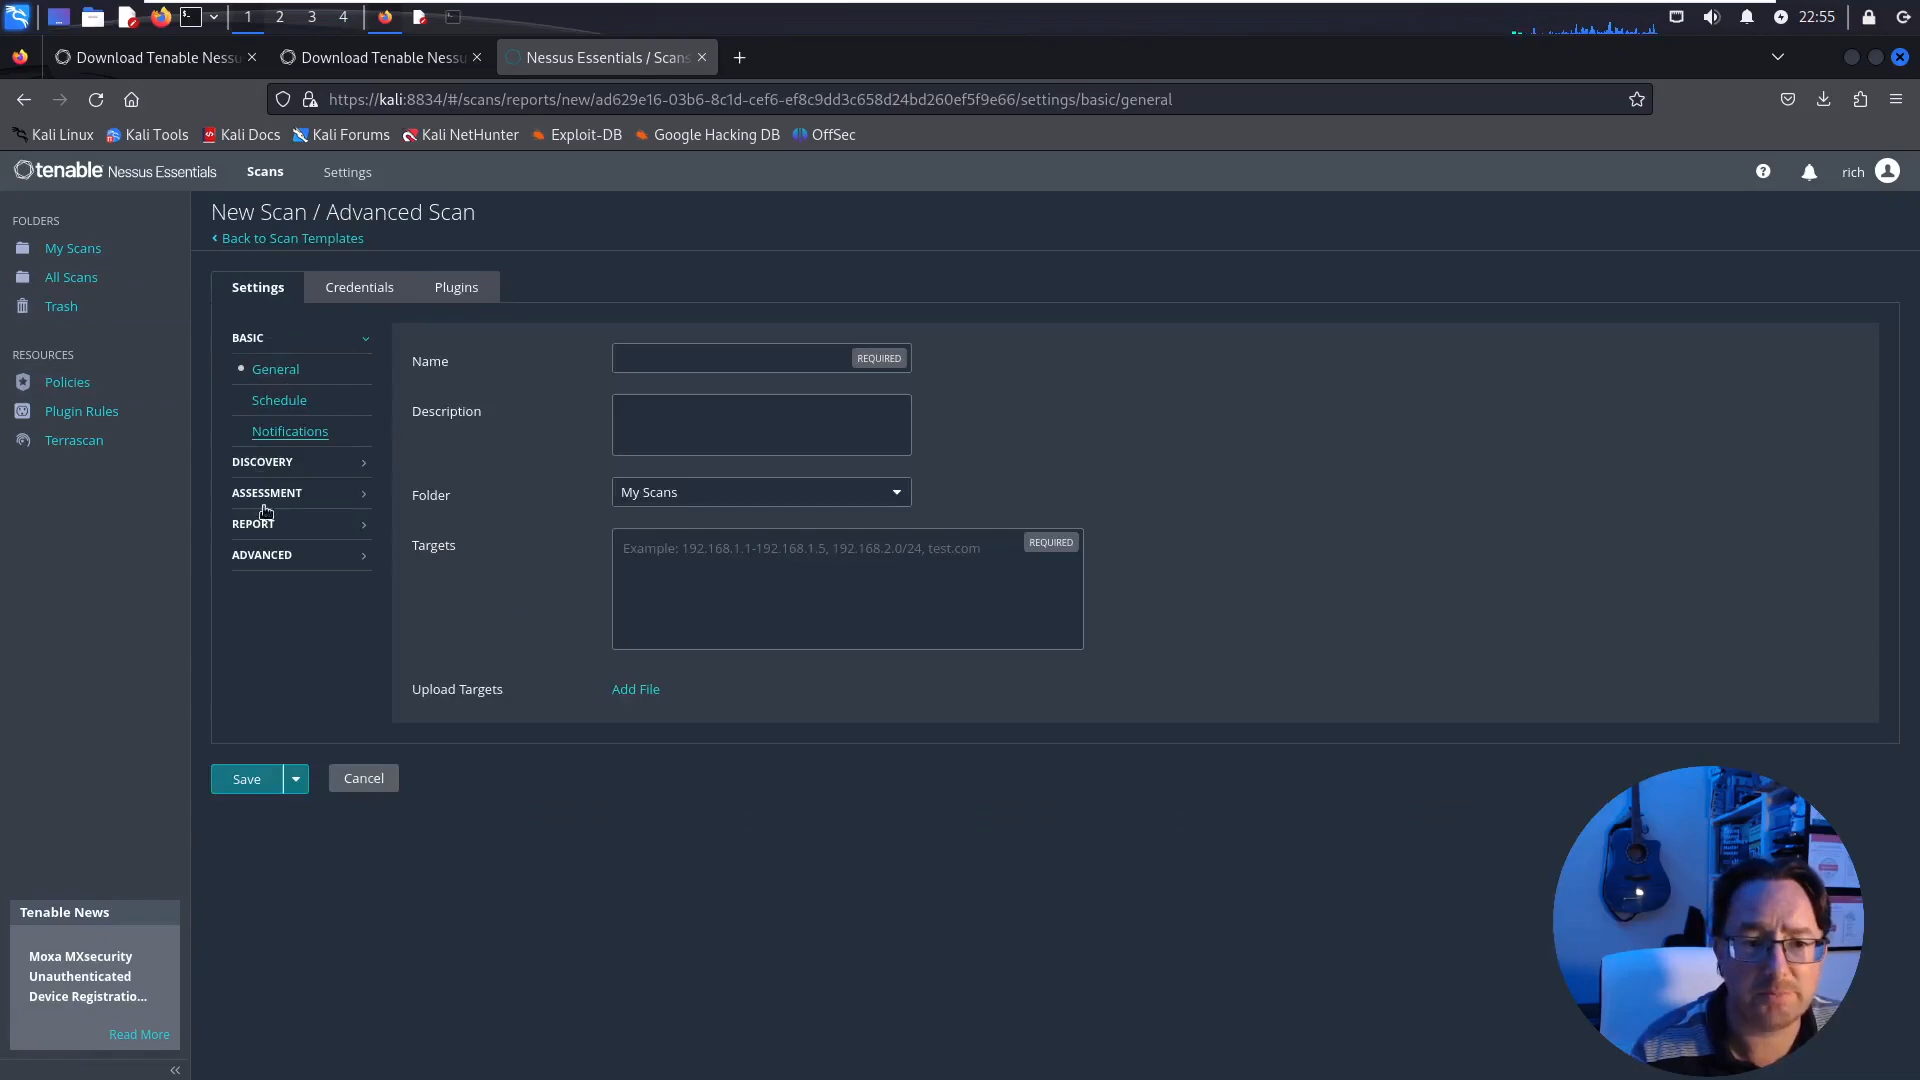 1 2 3 4 22:55
Download Tenable Nessu Download Tenable Nessu Nessus Essentials / Scans
https://kali:8834/#/scans/reports/new/ad629e16-03b6-8c1d-cef6-ef8c9dd3c658d24bd260ef5f9e66/settings/basic/general
Kali Linux Kali Tools Kali Docs Kali Forums Kali NetHunter Exploit-DB Google Hacking DB OffSec
tenable Nessus Essentials Scans Settings rich
FOLDERS
My Scans
All Scans
Trash
RESOURCES
Policies
Plugin Rules
Terrascan
New Scan / Advanced Scan
Back to Scan Templates
Settings Credentials Plugins
BASIC
General
Schedule
Notifications
DISCOVERY
ASSESSMENT
REPORT
ADVANCED
Name REQUIRED
Description
Folder My Scans
Targets Example: 192.168.1.1-192.168.1.5, 192.168.2.0/24, test.com REQUIRED
Upload Targets Add File
Save Cancel
Tenable News
Moxa MXsecurity
Unauthenticated
Device Registratio...
Read More